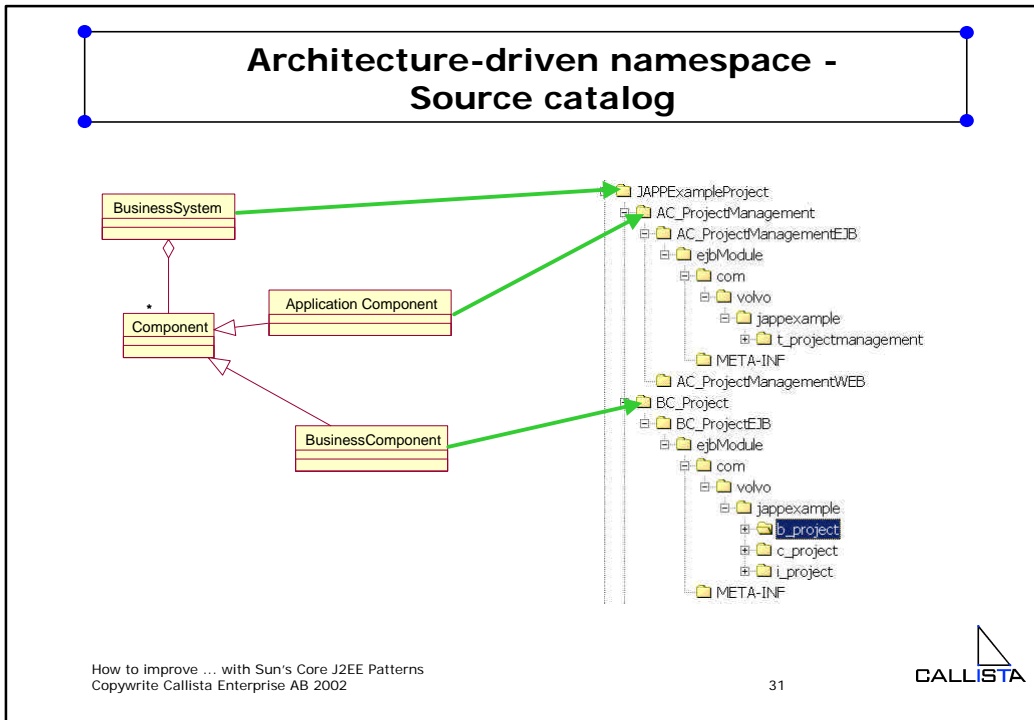 Architecture-driven namespace -
Source catalog
BusinessSystem
*
Component
Application Component
BusinessComponent
JAPPExampleProject
AC_ProjectManagement
AC_ProjectManagementEJB
ejbModule
com
volvo
jappexample
t_projectmanagement
META-INF
AC_ProjectManagementWEB
BC_Project
BC_ProjectEJB
ejbModule
com
volvo
jappexample
b_project
c_project
i_project
META-INF
How to improve ... with Sun's Core J2EE Patterns
Copywrite Callista Enterprise AB 2002
31
CALLISTA